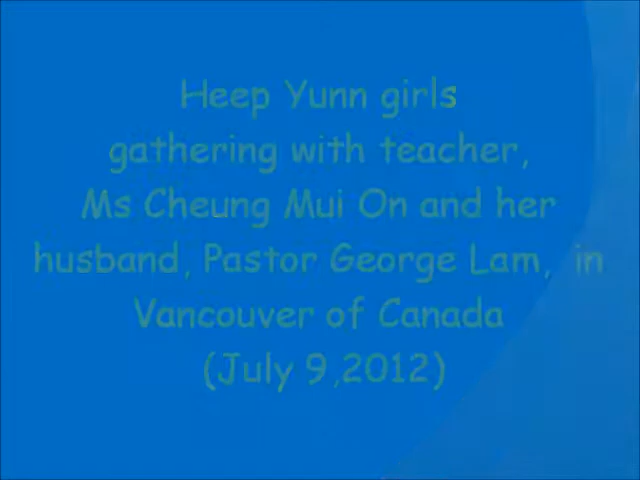 Heep Yunn girls
gathering with teacher,
Ms Cheung Mui On and her
husband, Pastor George Lam, in
Vancouver of Canada
(July 9,2012)